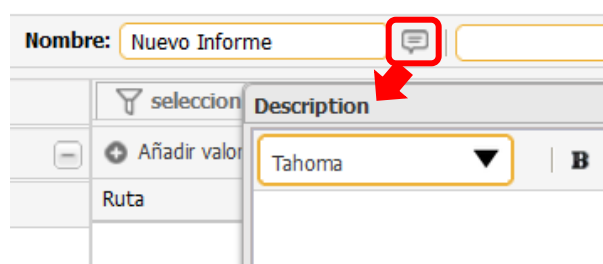 Nombre: Nuevo Informe
seleccion
Description
Añadir valor
Tahoma
B
Ruta